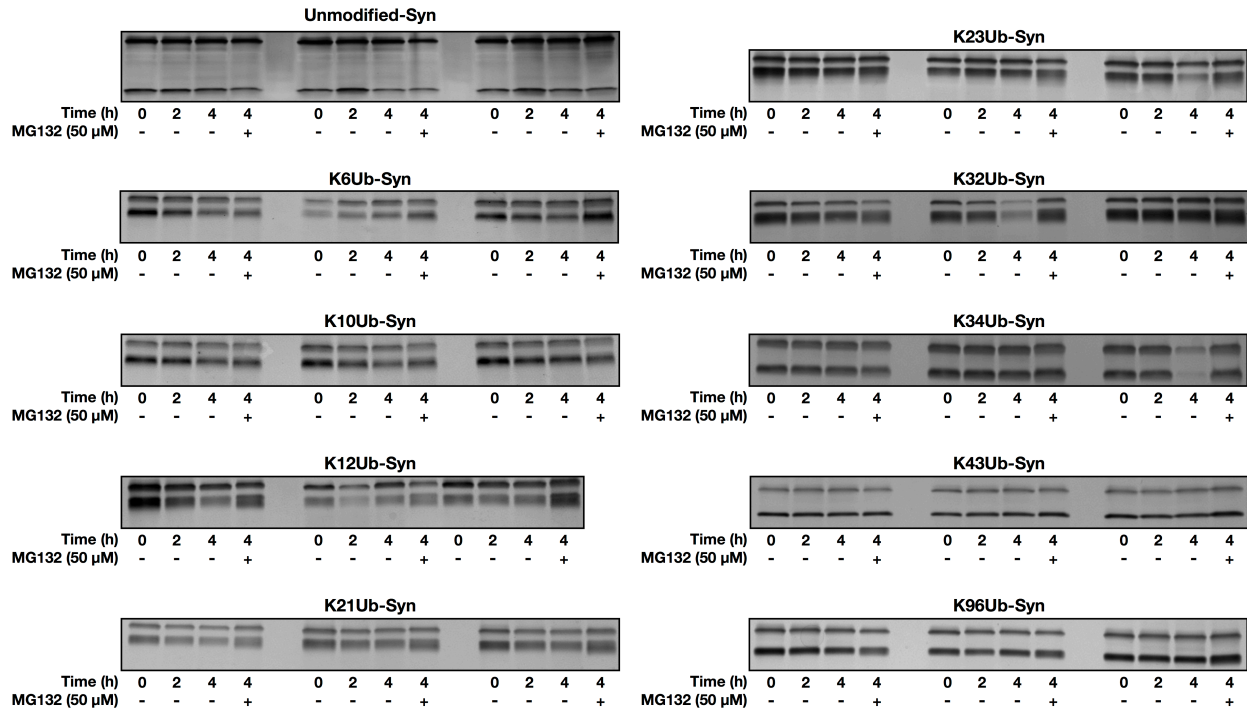 Unmodified-Syn
Time (h) 0 2 4 4 0 2 4 4 0 2 4 4
MG132 (50 µM) - - - + - - - + - - - +
K6Ub-Syn
Time (h) 0 2 4 4 0 2 4 4 0 2 4 4
MG132 (50 µM) - - - + - - - + - - - +
K10Ub-Syn
Time (h) 0 2 4 4 0 2 4 4 0 2 4 4
MG132 (50 µM) - - - + - - - + - - - +
K12Ub-Syn
Time (h) 0 2 4 4 0 2 4 4 0 2 4 4
MG132 (50 µM) - - - + - - - + - - - +
K21Ub-Syn
Time (h) 0 2 4 4 0 2 4 4 0 2 4 4
MG132 (50 µM) - - - + - - - + - - - +
K23Ub-Syn
Time (h) 0 2 4 4 0 2 4 4 0 2 4 4
MG132 (50 µM) - - - + - - - + - - - +
K32Ub-Syn
Time (h) 0 2 4 4 0 2 4 4 0 2 4 4
MG132 (50 µM) - - - + - - - + - - - +
K34Ub-Syn
Time (h) 0 2 4 4 0 2 4 4 0 2 4 4
MG132 (50 µM) - - - + - - - + - - - +
K43Ub-Syn
Time (h) 0 2 4 4 0 2 4 4 0 2 4 4
MG132 (50 µM) - - - + - - - + - - - +
K96Ub-Syn
Time (h) 0 2 4 4 0 2 4 4 0 2 4 4
MG132 (50 µM) - - - + - - - + - - - +